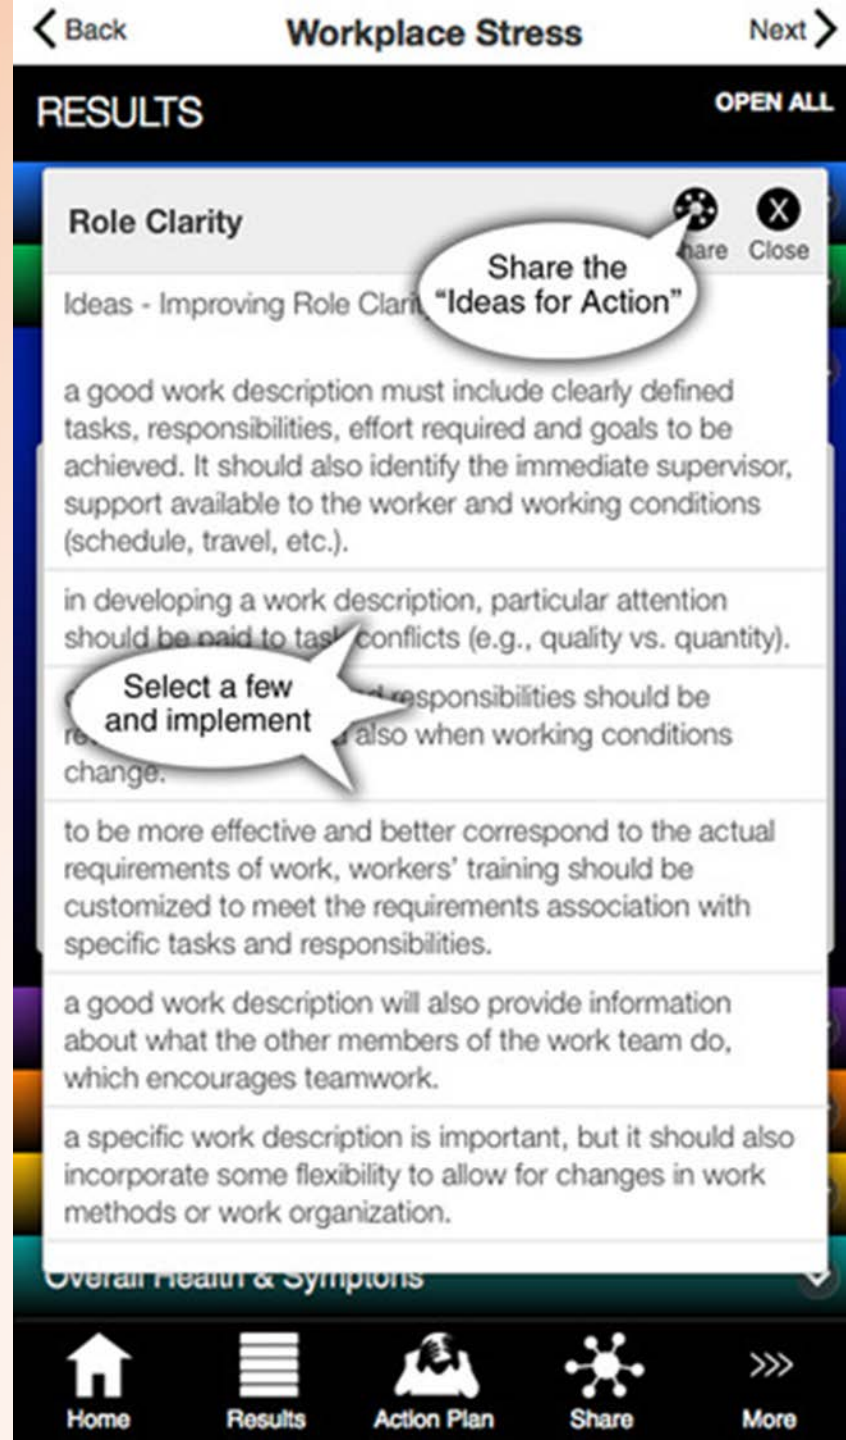 Back Workplace Stress Next
RESULTS OPEN ALL
Role Clarity
Close
Share the
“Ideas for Action”
Ideas - Improving Role
a good work description must include clearly defined
tasks, responsibilities, effort required and goals to be
achieved. It should also identify the immediate supervisor,
support available to the worker and working conditions
(schedule, travel, etc.).
in developing a work description, particular attention
should be paid to task conflicts (e.g., quality vs. quantity).
Select a few
and implement
responsibilities should be
also when working conditions
change.
to be more effective and better correspond to the actual
requirements of work, workers’ training should be
customized to meet the requirements association with
specific tasks and responsibilities.
a good work description will also provide information
about what the other members of the work team do,
which encourages teamwork.
a specific work description is important, but it should also
incorporate some flexibility to allow for changes in work
methods or work organization.
Overall Health & Symptons
Home Results Action Plan Share More